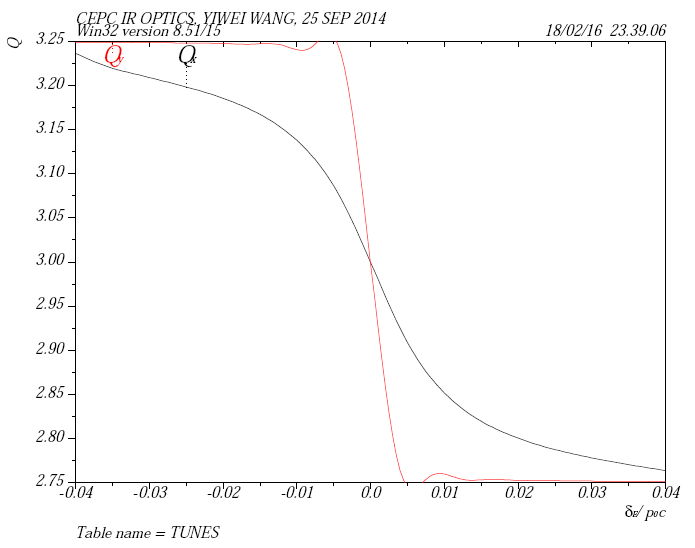 CEPC IR OPTICS, YIWEI WANG, 25 SEP 2014
Win32 version 8.51/15 18/02/16 23.39.06
Q
3.25
Qy Qx
3.20
3.15
3.10
3.05
3.00
2.95
2.90
2.85
2.80
2.75
-0.04 -0.03 -0.02 -0.01 0.0 0.01 0.02 0.03 0.04
δE/p0c
Table name = TUNES